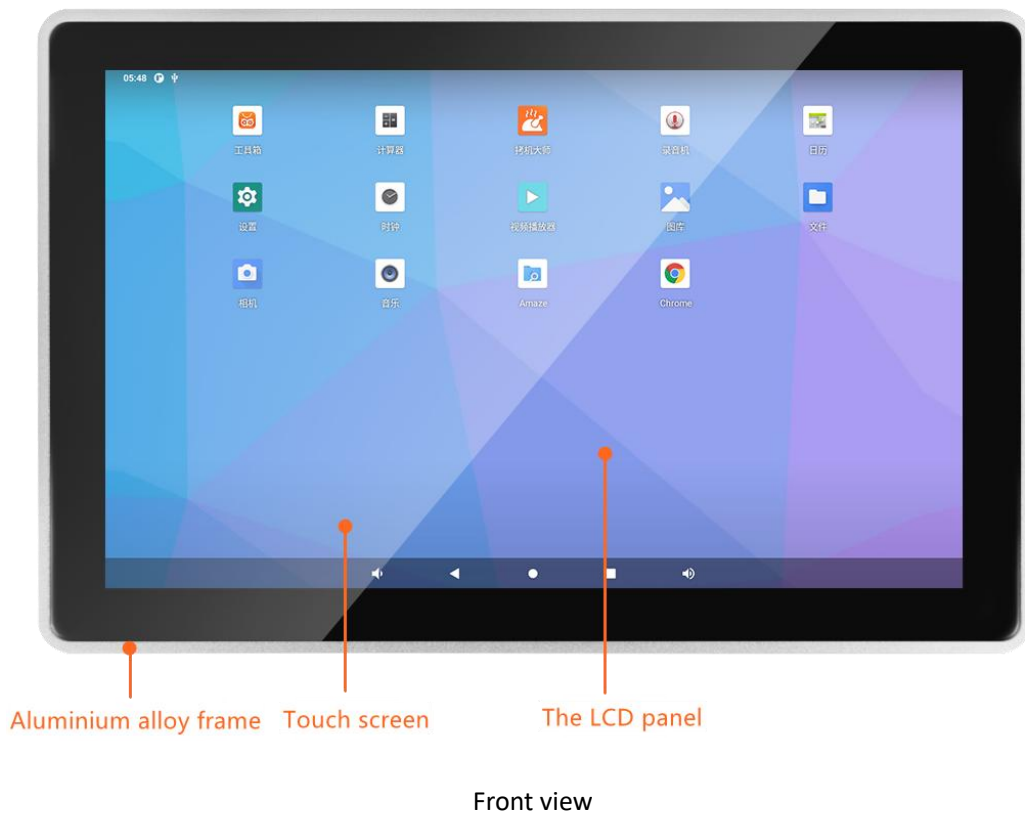 05:48
工具箱 计算器 拷机大师 录音机 日历
设置 时钟 视频播放器 图库 文件
相机 音乐 Amaze Chrome
Aluminium alloy frame Touch screen The LCD panel
Front view